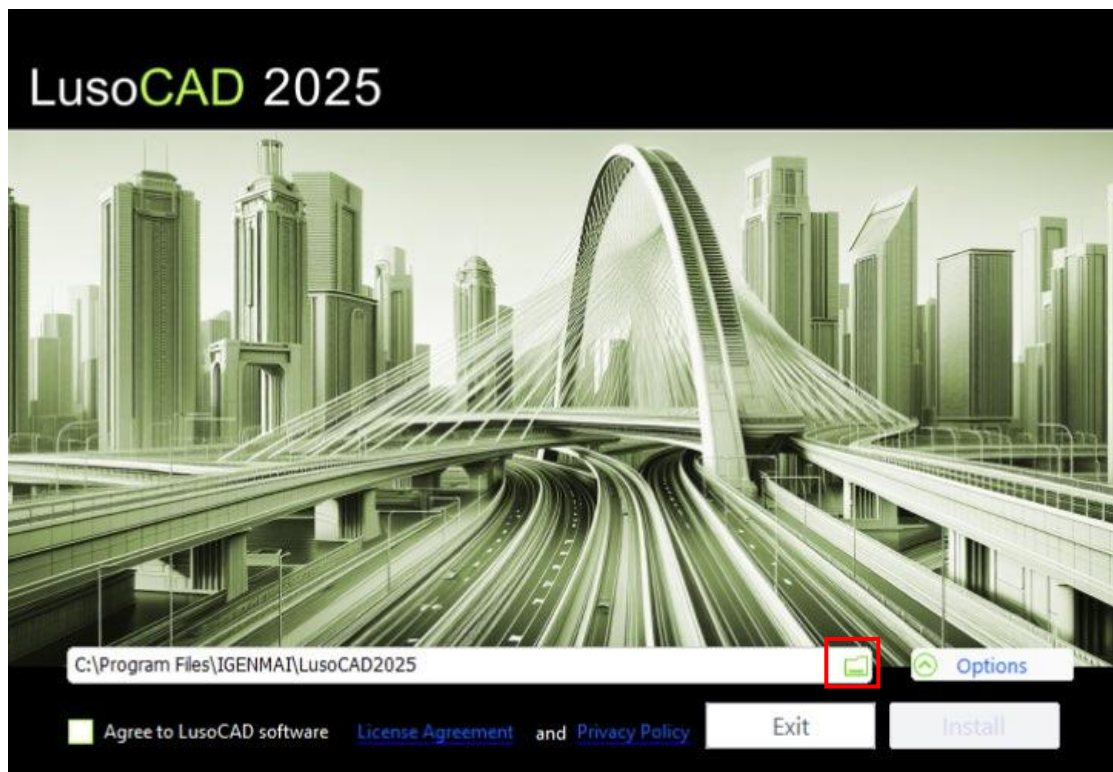 LusoCAD 2025
C:\Program Files\IGENMAI\LusoCAD2025
Options
Agree to LusoCAD software License Agreement and Privacy Policy
Exit
Install